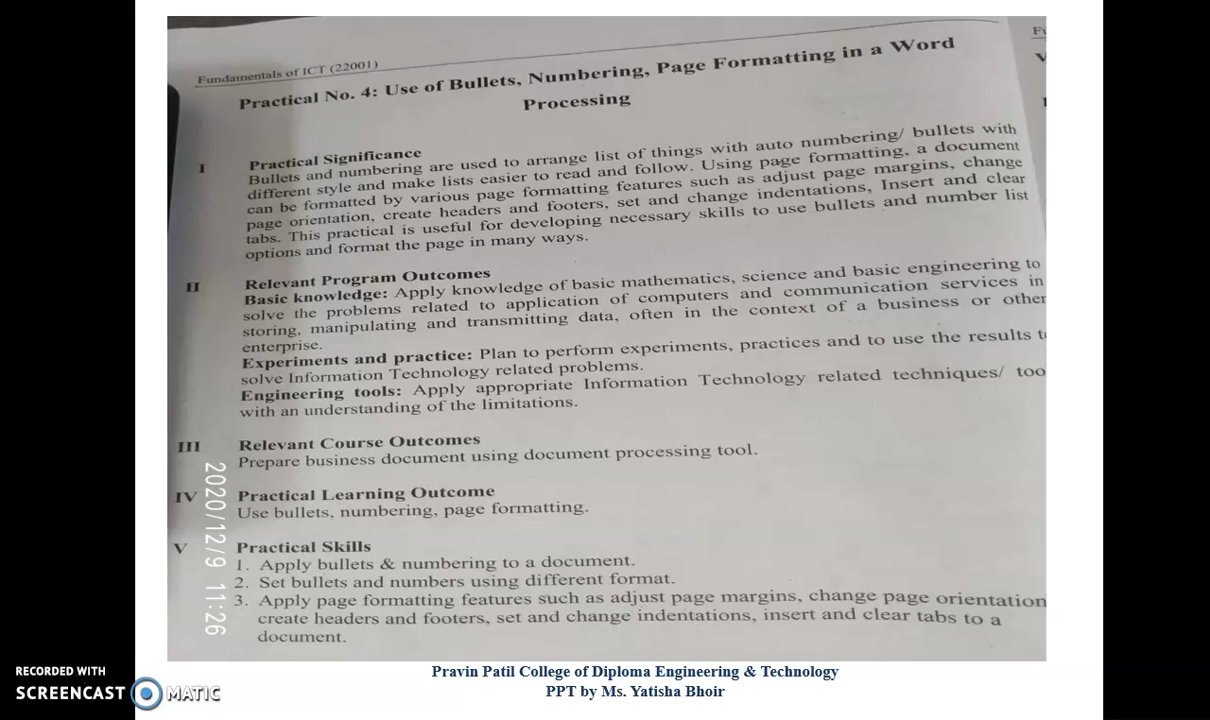 Fundamentals of ICT (22001)
Practical No. 4: Use of Bullets, Numbering, Page Formatting in a Word
Processing
I Practical Significance
Bullets and numbering are used to arrange list of things with auto numbering/ bullets with
different style and make lists easier to read and follow. Using page formatting, a document
can be formatted by various page formatting features such as adjust page margins, change
page orientation, create headers and footers, set and change indentations, Insert and clear
tabs. This practical is useful for developing necessary skills to use bullets and number list
options and format the page in many ways.
II Relevant Program Outcomes
Basic knowledge: Apply knowledge of basic mathematics, science and basic engineering to
solve the problems related to application of computers and communication services in
storing, manipulating and transmitting data, often in the context of a business or other
enterprise.
Experiments and practice: Plan to perform experiments, practices and to use the results t
solve Information Technology related problems.
Engineering tools: Apply appropriate Information Technology related techniques/ too
with an understanding of the limitations.
III Relevant Course Outcomes
Prepare business document using document processing tool.
IV Practical Learning Outcome
Use bullets, numbering, page formatting.
V Practical Skills
1. Apply bullets & numbering to a document.
2. Set bullets and numbers using different format.
3. Apply page formatting features such as adjust page margins, change page orientation
create headers and footers, set and change indentations, insert and clear tabs to a
document.
2020/12/9 11:26
Pravin Patil College of Diploma Engineering & Technology
PPT by Ms. Yatisha Bhoir
RECORDED WITH
SCREENCAST MATIC